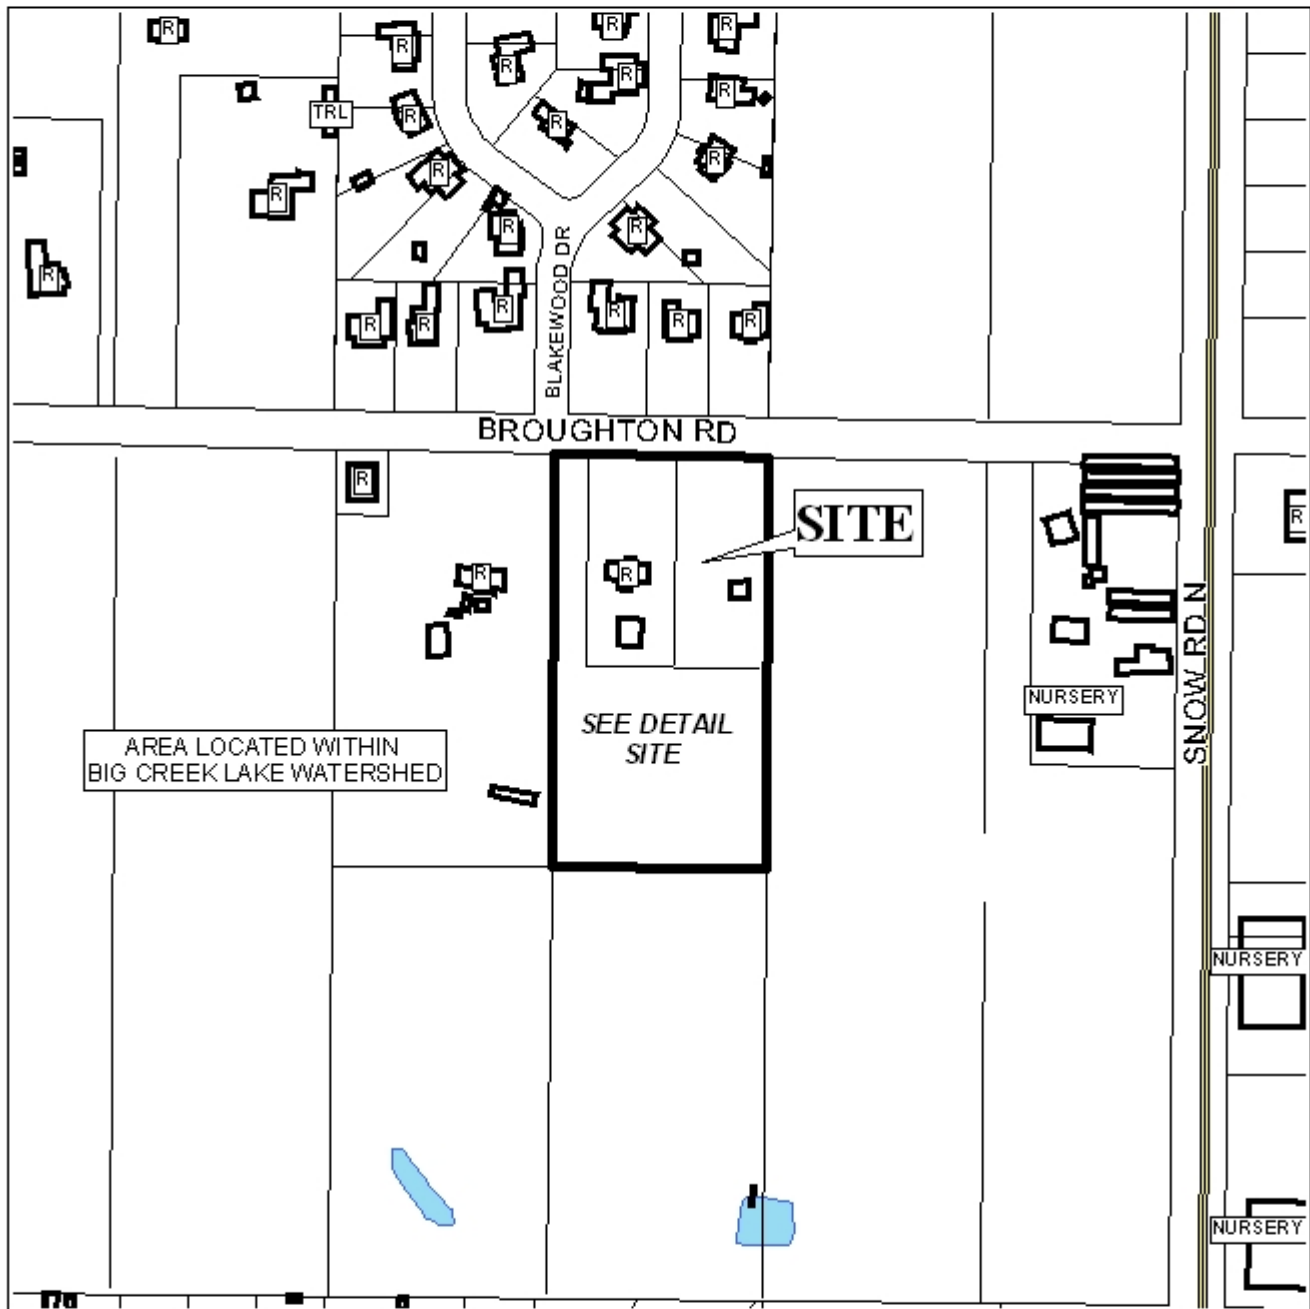 R
R
R
R
R
R
R
TRL
R
R
R
R
R
R
R
R
R
BLAKEWOOD DR
R
R
R
R
R
R
BROUGHTON RD
R
SITE
R
R
R
SNOW RD N
NURSERY
SEE DETAIL
SITE
AREA LOCATED WITHIN
BIG CREEK LAKE WATERSHED
NURSERY
NURSERY